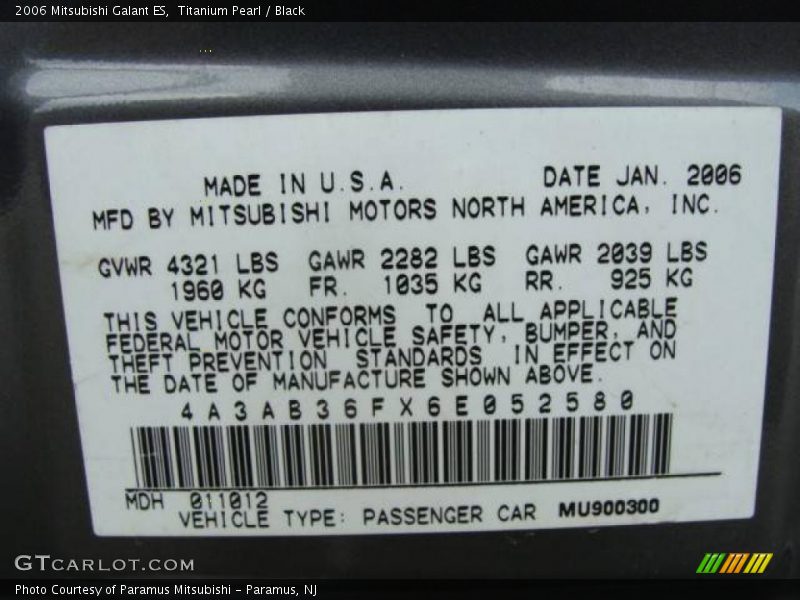 2006 Mitsubishi Galant ES,  Titanium Pearl / Black
MADE IN U.S.A. DATE JAN. 2006
MFD BY MITSUBISHI MOTORS NORTH AMERICA, INC.
GVWR 4321 LBS GAWR 2282 LBS GAWR 2039 LBS
1960 KG FR. 1035 KG RR. 925 KG
THIS VEHICLE CONFORMS TO ALL APPLICABLE
FEDERAL MOTOR VEHICLE SAFETY, BUMPER, AND
THEFT PREVENTION STANDARDS IN EFFECT ON
THE DATE OF MANUFACTURE SHOWN ABOVE.
4A3AB36FX6E052580
MDH 011012
VEHICLE TYPE: PASSENGER CAR MU900300
GTCARLOT.COM
Photo Courtesy of Paramus Mitsubishi - Paramus, NJ